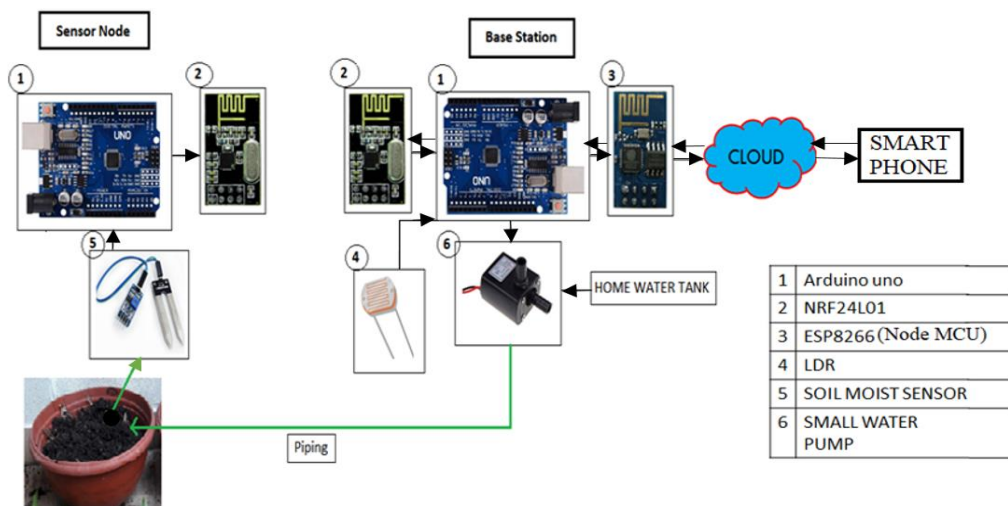 Sensor Node
Base Station
1
2
2
1
3
UNO
UNO
CLOUD
SMART
PHONE
5
4
6
HOME WATER TANK
Piping
1 Arduino uno
2 NRF24L01
3 ESP8266 (Node MCU)
4 LDR
5 SOIL MOIST SENSOR
6 SMALL WATER
PUMP